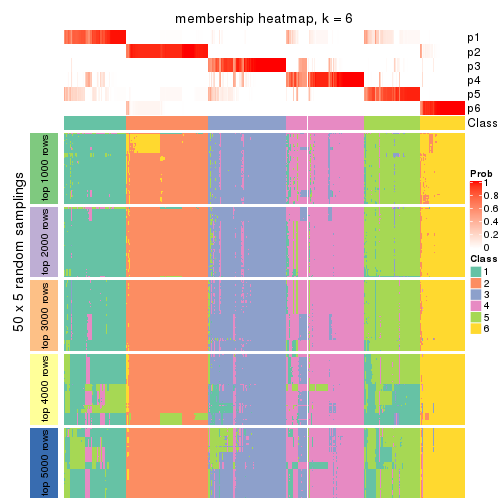 membership heatmap, k = 6
p1
p2
p3
p4
p5
p6
Class
50 x 5 random samplings
top 1000 rows
top 2000 rows
top 3000 rows
top 4000 rows
top 5000 rows
Prob
1
0.8
0.6
0.4
0.2
0
Class
1
2
3
4
5
6